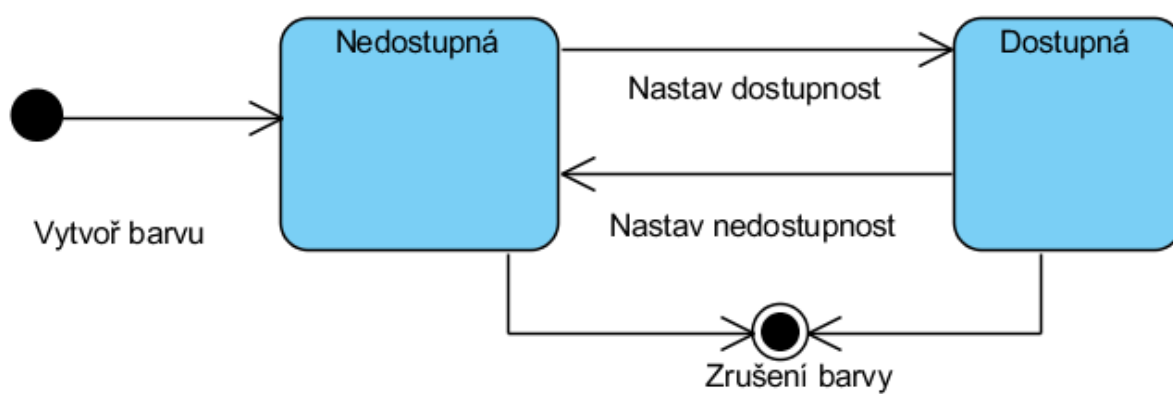 Nedostupná
Dostupná
Nastav dostupnost
Vytvoř barvu
Nastav nedostupnost
Zrušení barvy